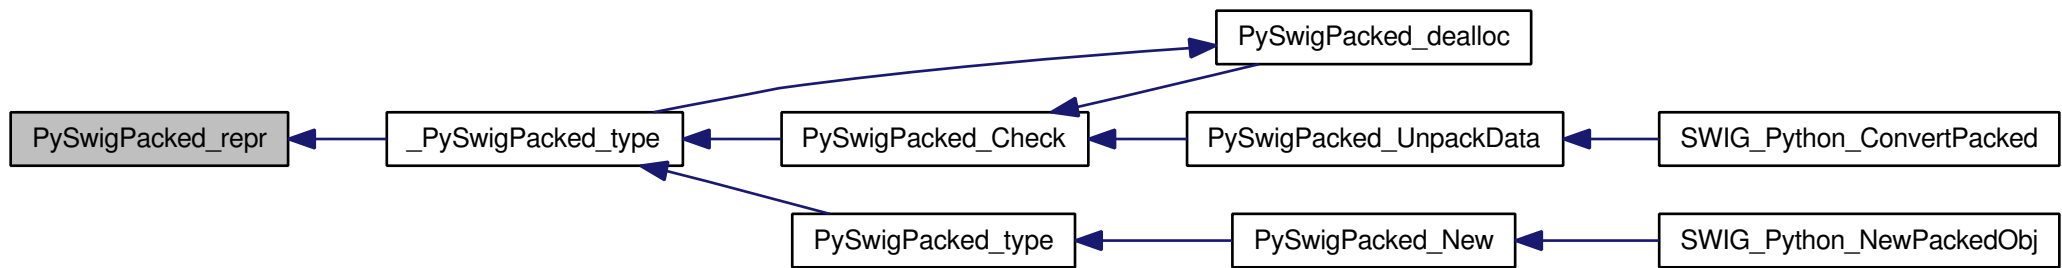 PySwigPacked_dealloc
PySwigPacked_repr
_PySwigPacked_type
PySwigPacked_Check
PySwigPacked_UnpackData
SWIG_Python_ConvertPacked
PySwigPacked_type
PySwigPacked_New
SWIG_Python_NewPackedObj